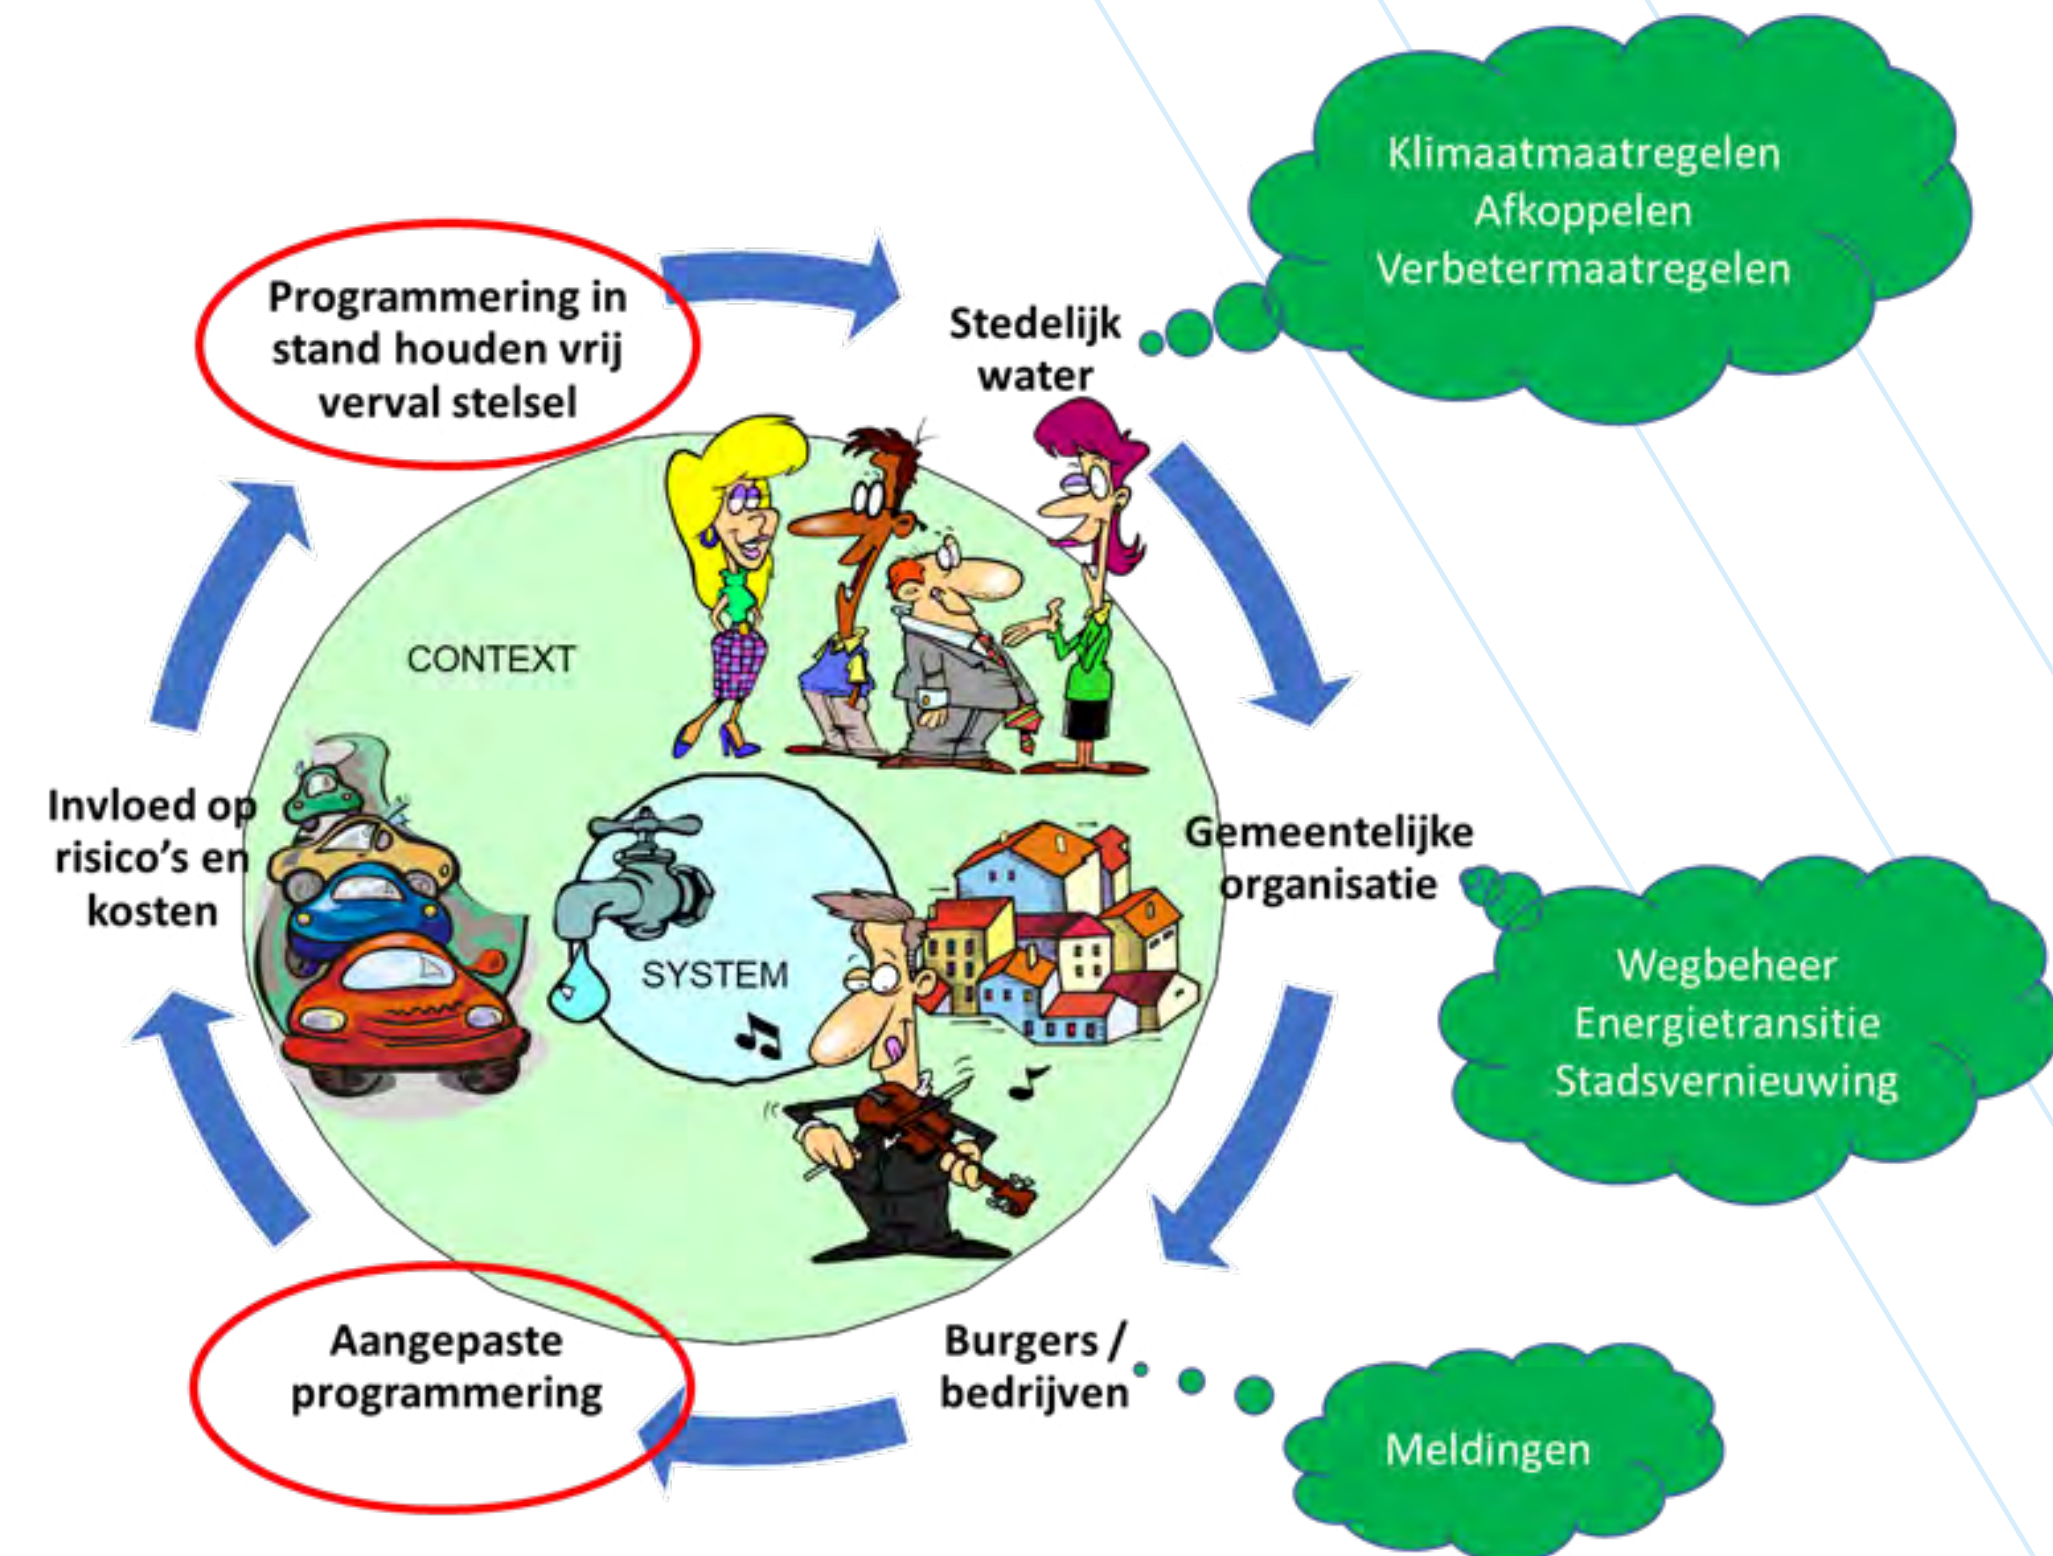 Klimaatmaatregelen
Afkoppelen
Verbetermaatregelen
Programmering in
stand houden vrij
verval stelsel
Stedelijk
water
CONTEXT
Invloed op
risico's en
kosten
Gemeentelijke
organisatie
SYSTEM
Wegbeheer
Energietransitie
Stadsvernieuwing
Aangepaste
programmering
Burgers /
bedrijven
Meldingen